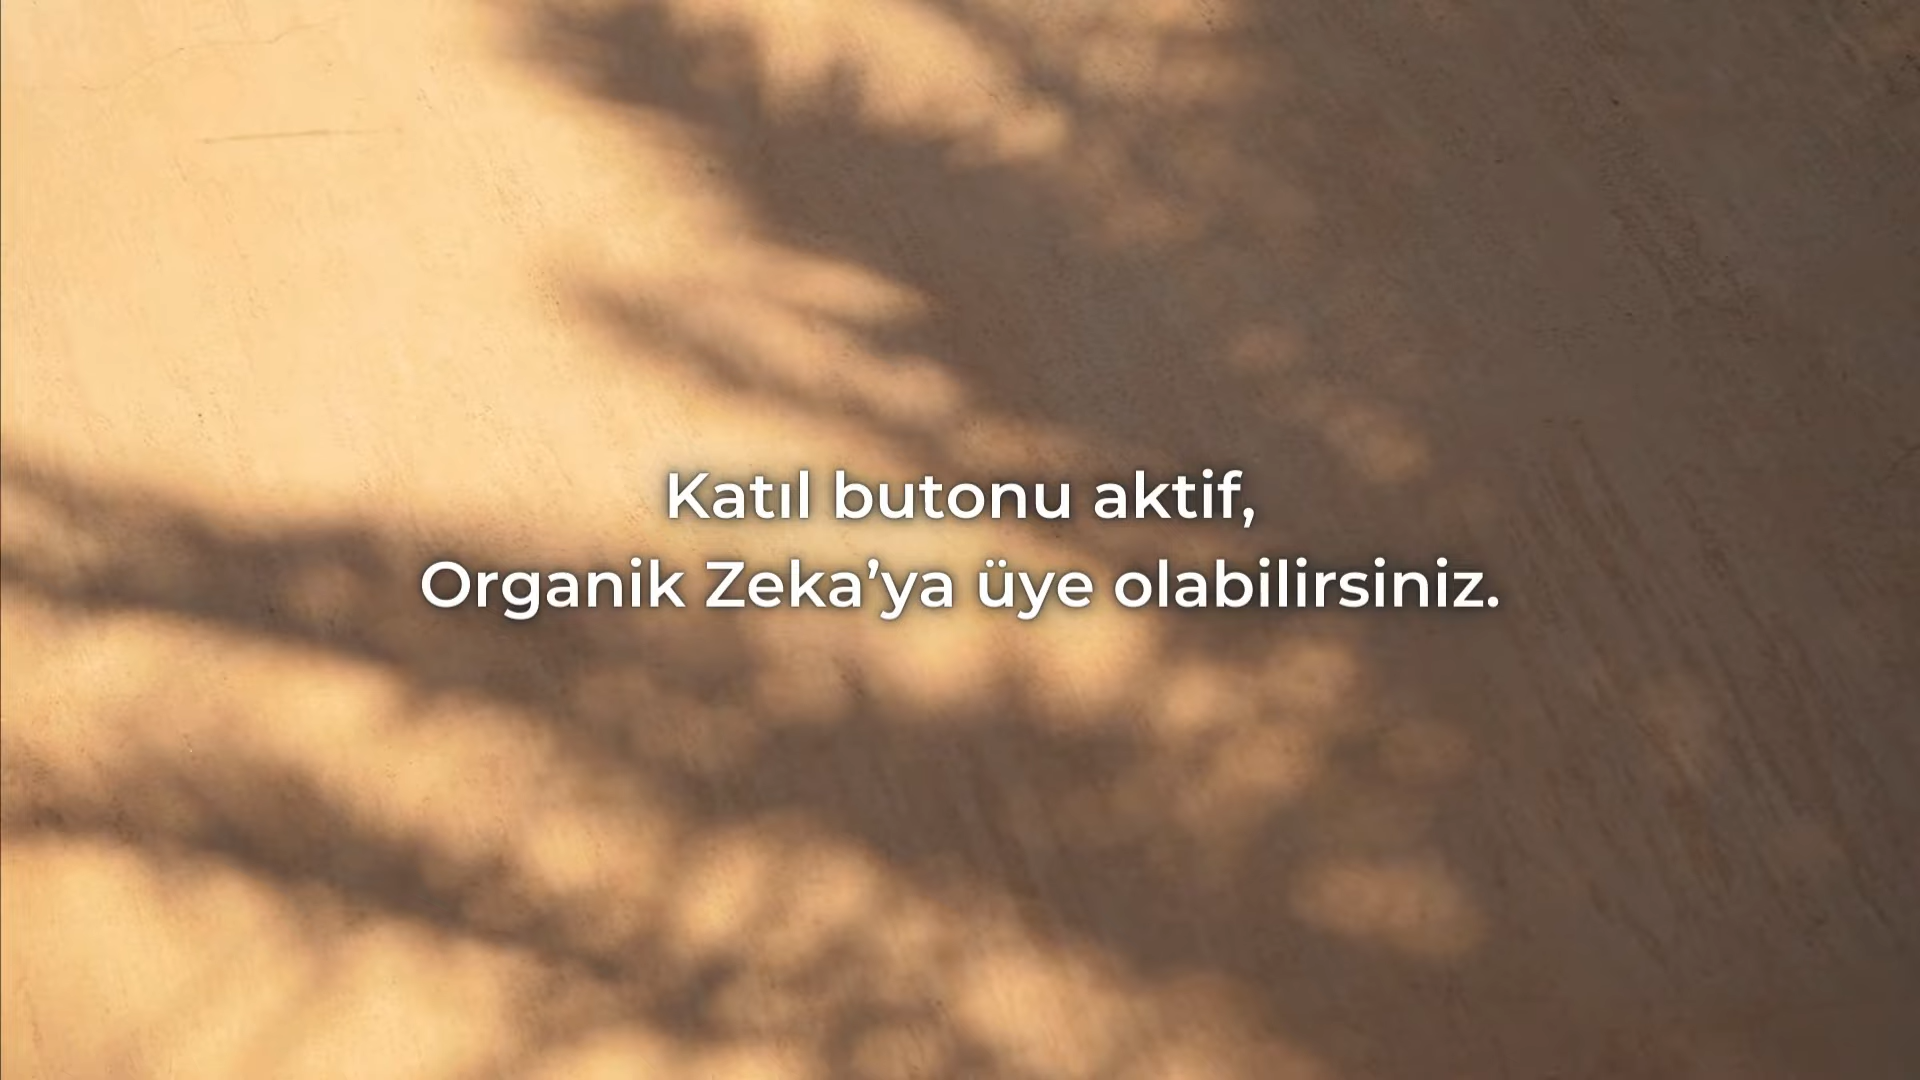 Katıl butonu aktif,
Organik Zeka’ya üye olabilirsiniz.